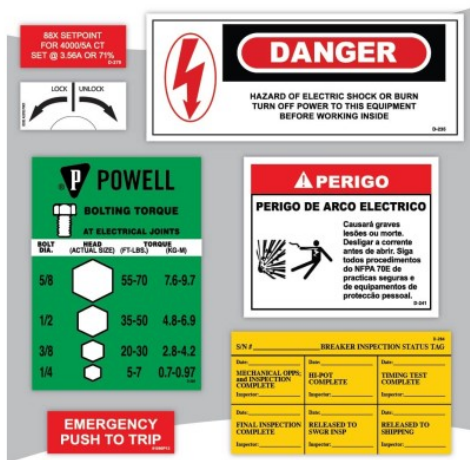 88X SETPOINT
FOR 4000/5A CT
SET @ 3.56A OR 71%
D-279
LOCK UNLOCK
DANGER
HAZARD OF ELECTRIC SHOCK OR BURN
TURN OFF POWER TO THIS EQUIPMENT
BEFORE WORKING INSIDE
D-235
P POWELL
®
BOLTING TORQUE
AT ELECTRICAL JOINTS
BOLT HEAD TORQUE
DIA. (ACTUAL SIZE) (FT-LBS.) (KG-M)
5/8 55-70 7.6-9.7
1/2 35-50 4.8-6.9
3/8 20-30 2.8-4.2
1/4 5-7 0.7-0.97
PERIGO
PERIGO DE ARCO ELECTRICO
Causará graves
lesões ou morte.
Desligar a corrente
antes de abrir. Siga
todos procedimentos
do NFPA 70E de
practicas seguras e
de equipamentos de
protecção pessoal.
D-241
S/N # BREAKER INSPECTION STATUS TAG
Date: Date: Date:
MECHANICAL OPPS; HI-POT TIMING TEST
and INSPECTION COMPLETE COMPLETE
COMPLETE
Inspector: Inspector: Inspector:
Date: Date: Date:
FINAL INSPECTION RELEASED TO RELEASED TO
COMPLETE SWGR INSP SHIPPING
Inspector: Inspector: Inspector:
EMERGENCY
PUSH TO TRIP